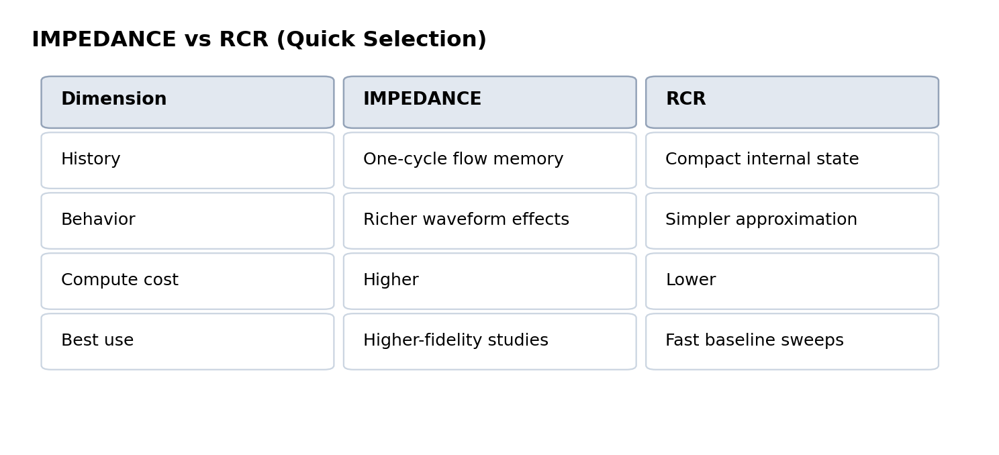 IMPEDANCE vs RCR (Quick Selection)
Dimension IMPEDANCE RCR
History One-cycle flow memory Compact internal state
Behavior Richer waveform effects Simpler approximation
Compute cost Higher Lower
Best use Higher-fidelity studies Fast baseline sweeps